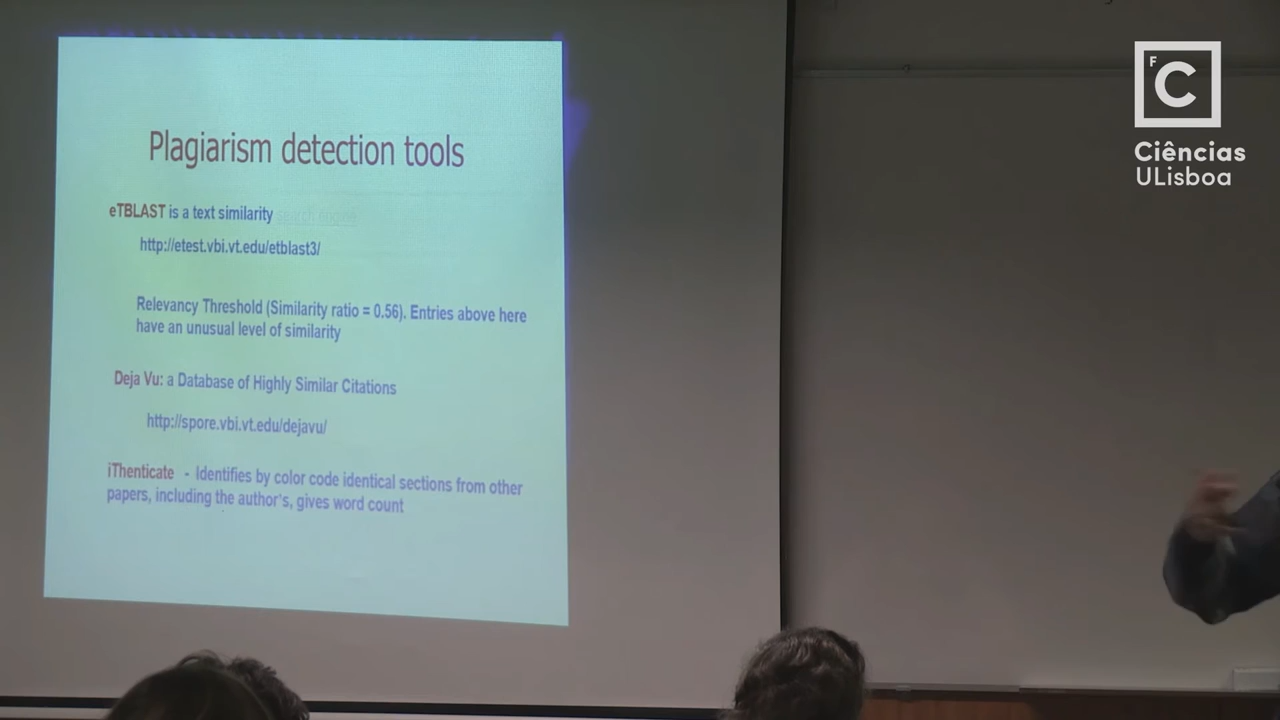 Plagiarism detection tools
eTBLAST is a text similarity search engine
http://etest.vbi.vt.edu/etblast3/
Relevancy Threshold (Similarity ratio = 0.56). Entries above here
have an unusual level of similarity
Deja Vu: a Database of Highly Similar Citations
http://spore.vbi.vt.edu/dejavu/
iThenticate - Identifies by color code identical sections from other
papers, including the author's, gives word count
F
C
Ciências
ULisboa